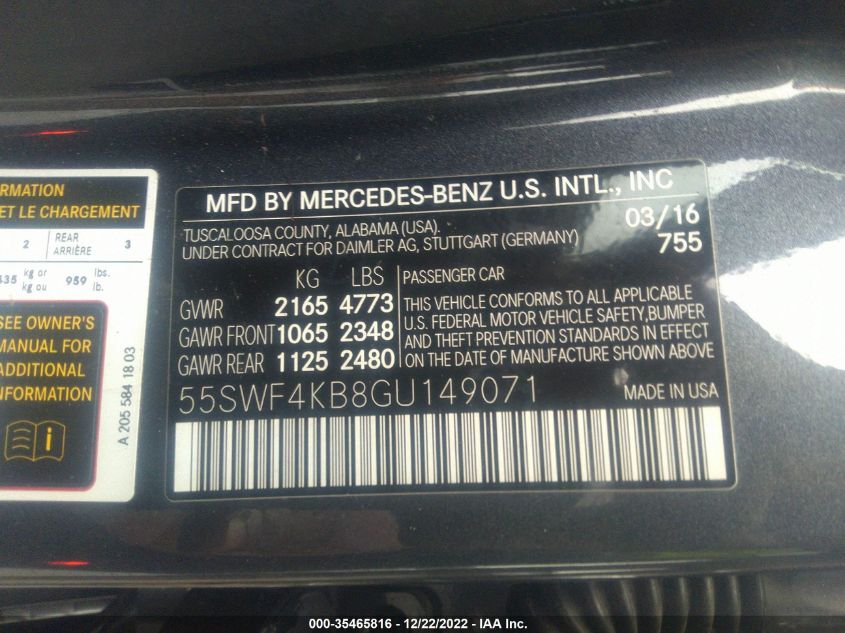 RMATION
ET LE CHARGEMENT
2 REAR ARRIÈRE 3
435 kg or kg ou 959 lbs. lb.
SEE OWNER'S
MANUAL FOR
ADDITIONAL
INFORMATION
A 205 584 18 03
MFD BY MERCEDES-BENZ U.S. INTL., INC
TUSCALOOSA COUNTY, ALABAMA (USA). 03/16
UNDER CONTRACT FOR DAIMLER AG, STUTTGART (GERMANY) 755
KG LBS PASSENGER CAR
GVWR 2165 4773 THIS VEHICLE CONFORMS TO ALL APPLICABLE
U.S. FEDERAL MOTOR VEHICLE SAFETY,BUMPER
GAWR FRONT 1065 2348 AND THEFT PREVENTION STANDARDS IN EFFECT
GAWR REAR 1125 2480 ON THE DATE OF MANUFACTURE SHOWN ABOVE
55SWF4KB8GU149071 MADE IN USA
000-35465816 - 12/22/2022 - IAA Inc.